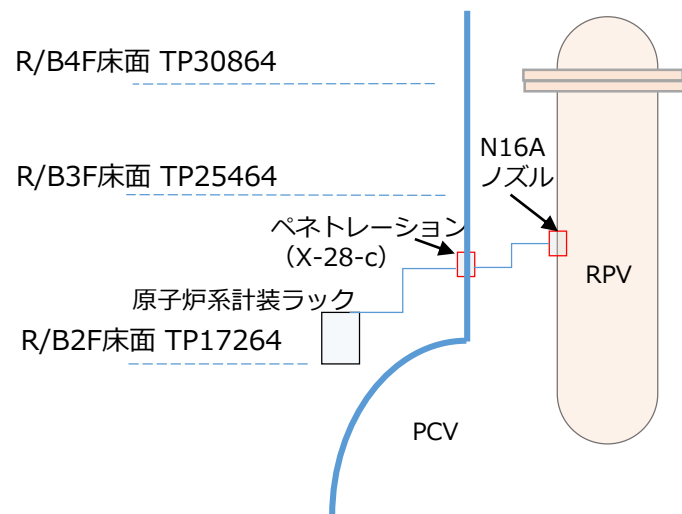 R/B4F床面 TP30864
N16A
ノズル
R/B3F床面 TP25464
ペネトレーション
（X-28-c）
RPV
原子炉系計装ラック
R/B2F床面 TP17264
PCV